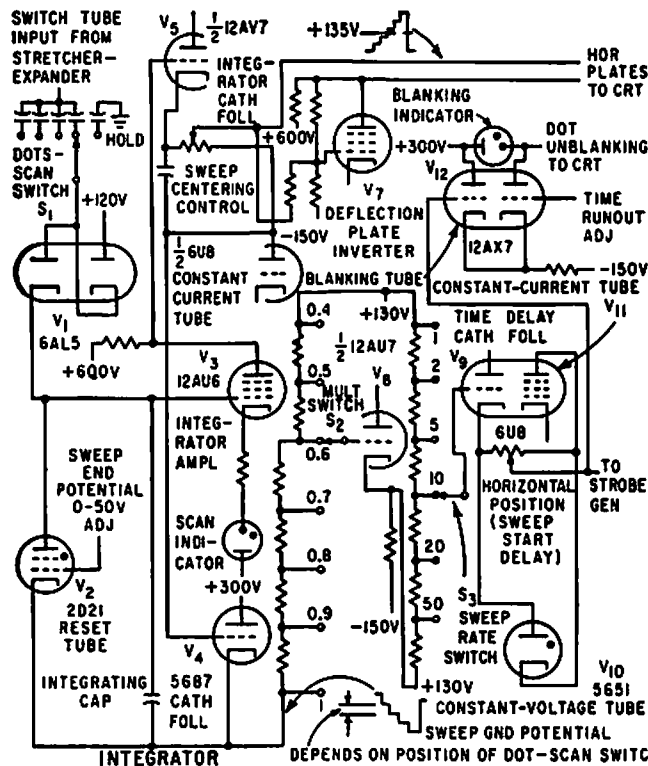 SWITCH TUBE
INPUT FROM
STRETCHER-
EXPANDER
HOLD
DOTS-
SCAN
SWITCH
S1
+120V
V1
6AL5
+600V
V5
1/2 12AV7
INTEG-
RATOR
CATH
FOLL
+600V
SWEEP
CENTERING
CONTROL
-150V
1/2 6U8
CONSTANT
CURRENT
TUBE
+135V
HOR
PLATES
TO CRT
BLANKING
INDICATOR
+300V
DOT
UNBLANKING
TO CRT
V7
DEFLECTION
PLATE
INVERTER
V12
TIME
RUNOUT
ADJ
12AX7
BLANKING TUBE
CONSTANT-CURRENT TUBE
-150V
V11
V3
12AU6
INTE-
GRATOR
AMPL
SCAN
INDI-
CATOR
+300V
V4
5687
CATH
FOLL
SWEEP
END
POTENTIAL
0-50V
ADJ
V2
2D21
RESET
TUBE
INTEGRATING
CAP
INTEGRATOR
+130V
0.4
0.5
0.6
0.7
0.8
0.9
1
1/2 12AU7
MULT
SWITCH
S2
V8
-150V
1
2
5
10
20
50
+130V
TIME DELAY
CATH FOLL
V9
6U8
HORIZONTAL
POSITION
(SWEEP
START
DELAY)
TO
STROBE
GEN
S3
SWEEP
RATE
SWITCH
V10
5651
CONSTANT-VOLTAGE TUBE
SWEEP GND POTENTIAL
DEPENDS ON POSITION OF DOT-SCAN SWITC